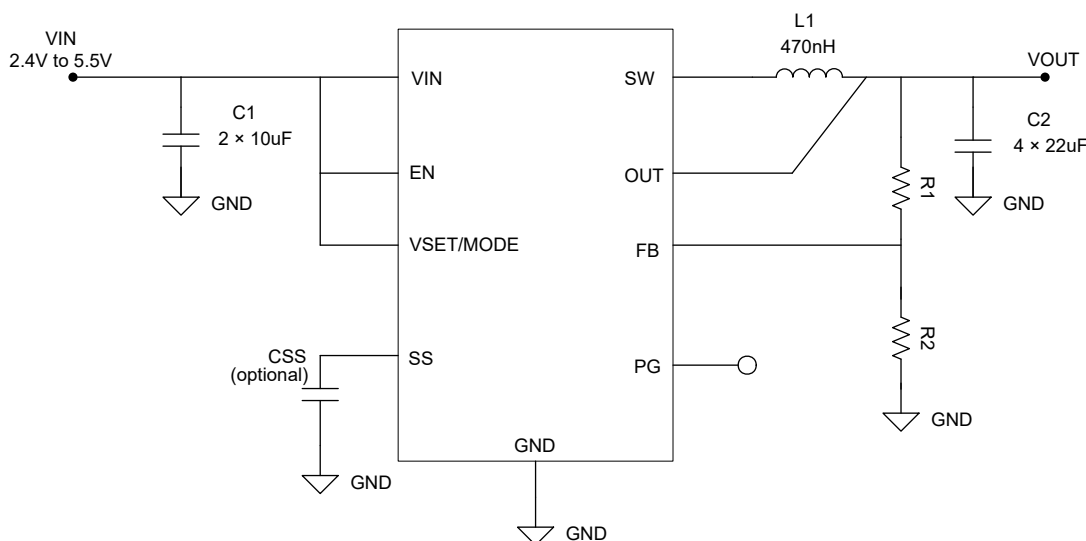 VIN
2.4V to 5.5V
C1
2 × 10uF
GND
VIN
EN
VSET/MODE
SS
CSS
(optional)
GND
GND
GND
SW
OUT
FB
PG
L1
470nH
VOUT
C2
4 × 22uF
GND
R1
R2
GND